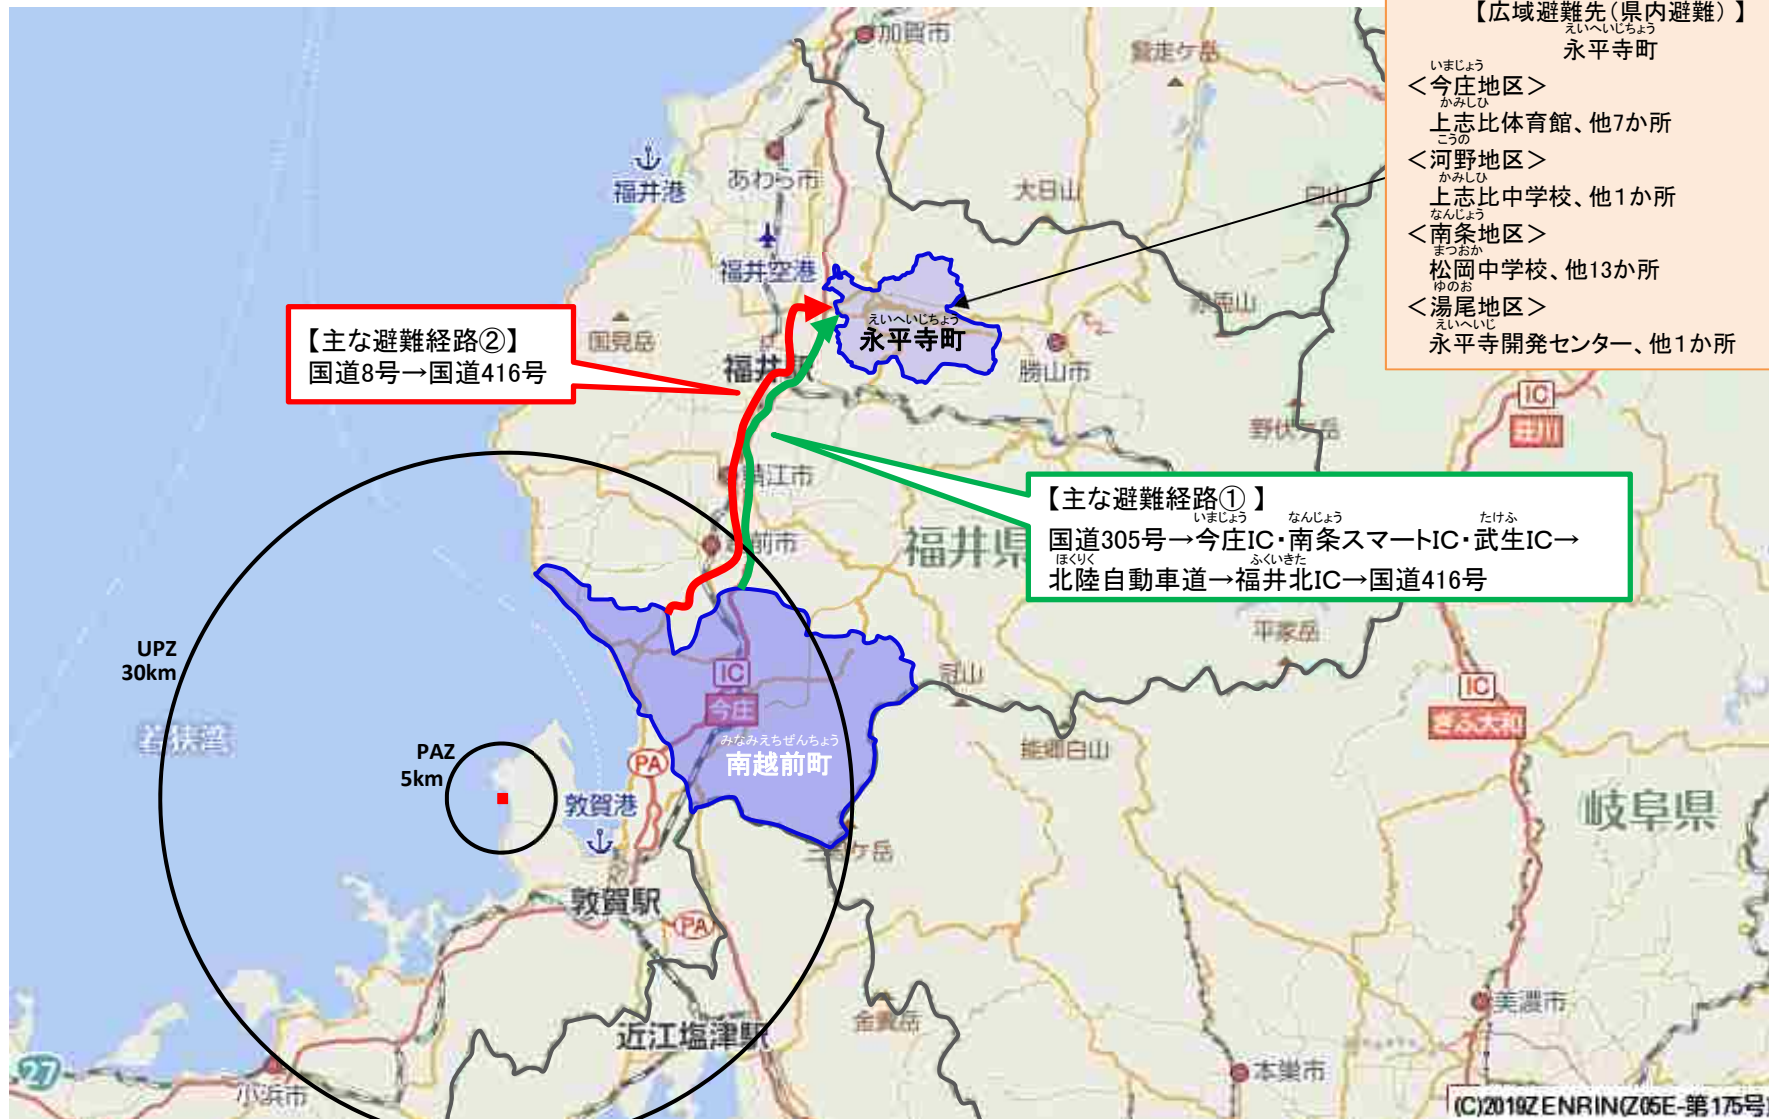 【広域避難先（県内避難）】
えいへいじちょう
永平寺町
いまじょう
＜今庄地区＞
かみしひ
上志比体育館、他7か所
こうの
＜河野地区＞
かみしひ
上志比中学校、他1か所
なんじょう
＜南条地区＞
まつおか
松岡中学校、他13か所
ゆのお
＜湯尾地区＞
えいへいじ
永平寺開発センター、他1か所
加賀市
鷲走ケ岳
あわら市
福井港
大日山
白山
福井空港
赤兎山
えいへいじちょう
永平寺町
【主な避難経路②】
国道8号→国道416号
国見岳
福井駅
勝山市
IC
荘川
野伏ケ岳
鯖江市
【主な避難経路①】
いまじょう なんじょう たけふ
国道305号→今庄IC・南条スマートIC・武生IC→
ほくりく ふくいきた
北陸自動車道→福井北IC→国道416号
福井県
越前市
平家岳
UPZ
30km
冠山
IC
今庄
IC
ぎふ大和
若狭湾
能郷白山
みなみえちぜんちょう
南越前町
PAZ
5km
PA
敦賀港
岐阜県
三周ケ岳
敦賀駅
PA
美濃市
金糞岳
近江塩津駅
27
小浜市
本巣市
(C)2019ZENRIN(Z05E-第175号)